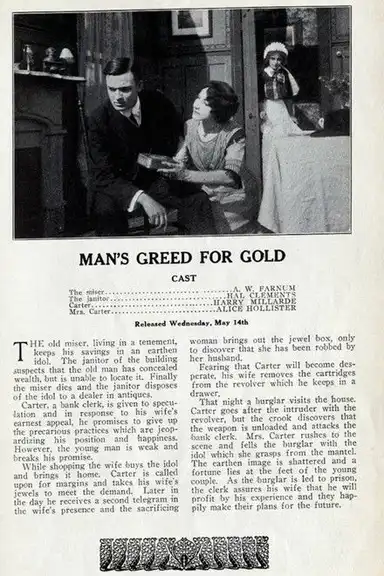 MAN'S GREED FOR GOLD
CAST
The miser..............................A. W. FARNUM
The janitor.............................HAL CLEMENTS
Carter..............................HARRY MILLARDE
Mrs. Carter.........................ALICE HOLLISTER
Released Wednesday, May 14th
THE old miser, living in a tenement,
keeps his savings in an earthen
idol. The janitor of the building
suspects that the old man has concealed
wealth, but is unable to locate it. Finally
the miser dies and the janitor disposes
of the idol to a dealer in antiques.
Carter, a bank clerk, is given to specu-
lation and in response to his wife's
earnest appeal, he promises to give up
the precarious practices which are jeop-
ardizing his position and happiness.
However, the young man is weak and
breaks his promise.
While shopping the wife buys the idol
and brings it home. Carter is called
upon for margins and takes his wife's
jewels to meet the demand. Later in
the day he receives a second telegram in
the wife's presence and the sacrificing
woman brings out the jewel box, only
to discover that she has been robbed by
her husband.
Fearing that Carter will become des-
perate, his wife removes the cartridges
from the revolver which he keeps in a
drawer.
That night a burglar visits the house.
Carter goes after the intruder with the
revolver, but the crook discovers that
the weapon is unloaded and attacks the
bank clerk. Mrs. Carter rushes to the
scene and fells the burglar with the
idol which she grasps from the mantel.
The earthen image is shattered and a
fortune lies at the feet of the young
couple. As the burglar is led to prison,
the clerk assures his wife that he will
profit by his experience and they hap-
pily make their plans for the future.